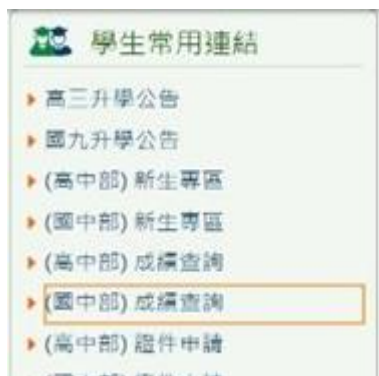 學生常用連結
高三升學公告
國九升學公告
(高中部) 新生專區
(國中部) 新生專區
(高中部) 成績查詢
(國中部) 成績查詢
(高中部) 證件申請